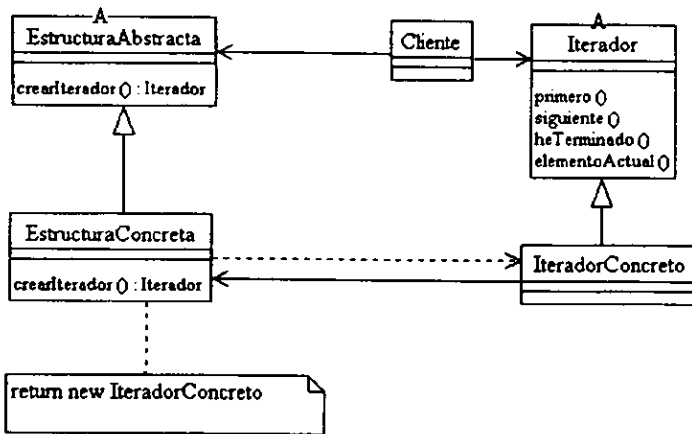 A
EstructuraAbstracta
crearIterador () : Iterador
Cliente
A
Iterador
primero ()
siguiente ()
heTerminado ()
elementoActual ()
EstructuraConcreta
crearIterador () : Iterador
IteradorConcreto
return new IteradorConcreto